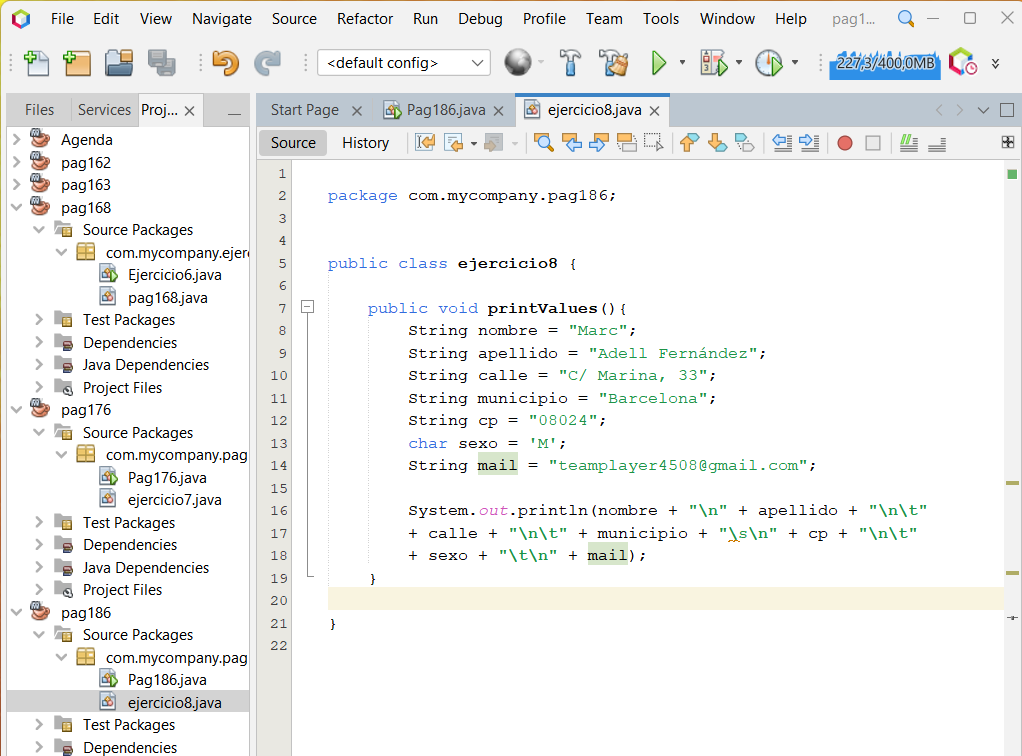 File Edit View Navigate Source Refactor Run Debug Profile Team Tools Window Help pag1...
<default config> 227,3/400,0MB
Files Services Proj... Start Page Pag186.java ejercicio8.java
Source History
Agenda
pag162
pag163
pag168
Source Packages
com.mycompany.ejer
Ejercicio6.java
pag168.java
Test Packages
Dependencies
Java Dependencies
Project Files
pag176
Source Packages
com.mycompany.pag
Pag176.java
ejercicio7.java
Test Packages
Dependencies
Java Dependencies
Project Files
pag186
Source Packages
com.mycompany.pag
Pag186.java
ejercicio8.java
Test Packages
Dependencies
1
2 package com.mycompany.pag186;
3
4
5 public class ejercicio8 {
6
7 public void printValues(){
8 String nombre = "Marc";
9 String apellido = "Adell Fernández";
10 String calle = "C/ Marina, 33";
11 String municipio = "Barcelona";
12 String cp = "08024";
13 char sexo = 'M';
14 String mail = "teamplayer4508@gmail.com";
15
16 System.out.println(nombre + "\n" + apellido + "\n\t"
17 + calle + "\n\t" + municipio + "\s\n" + cp + "\n\t"
18 + sexo + "\t\n" + mail);
19 }
20
21 }
22